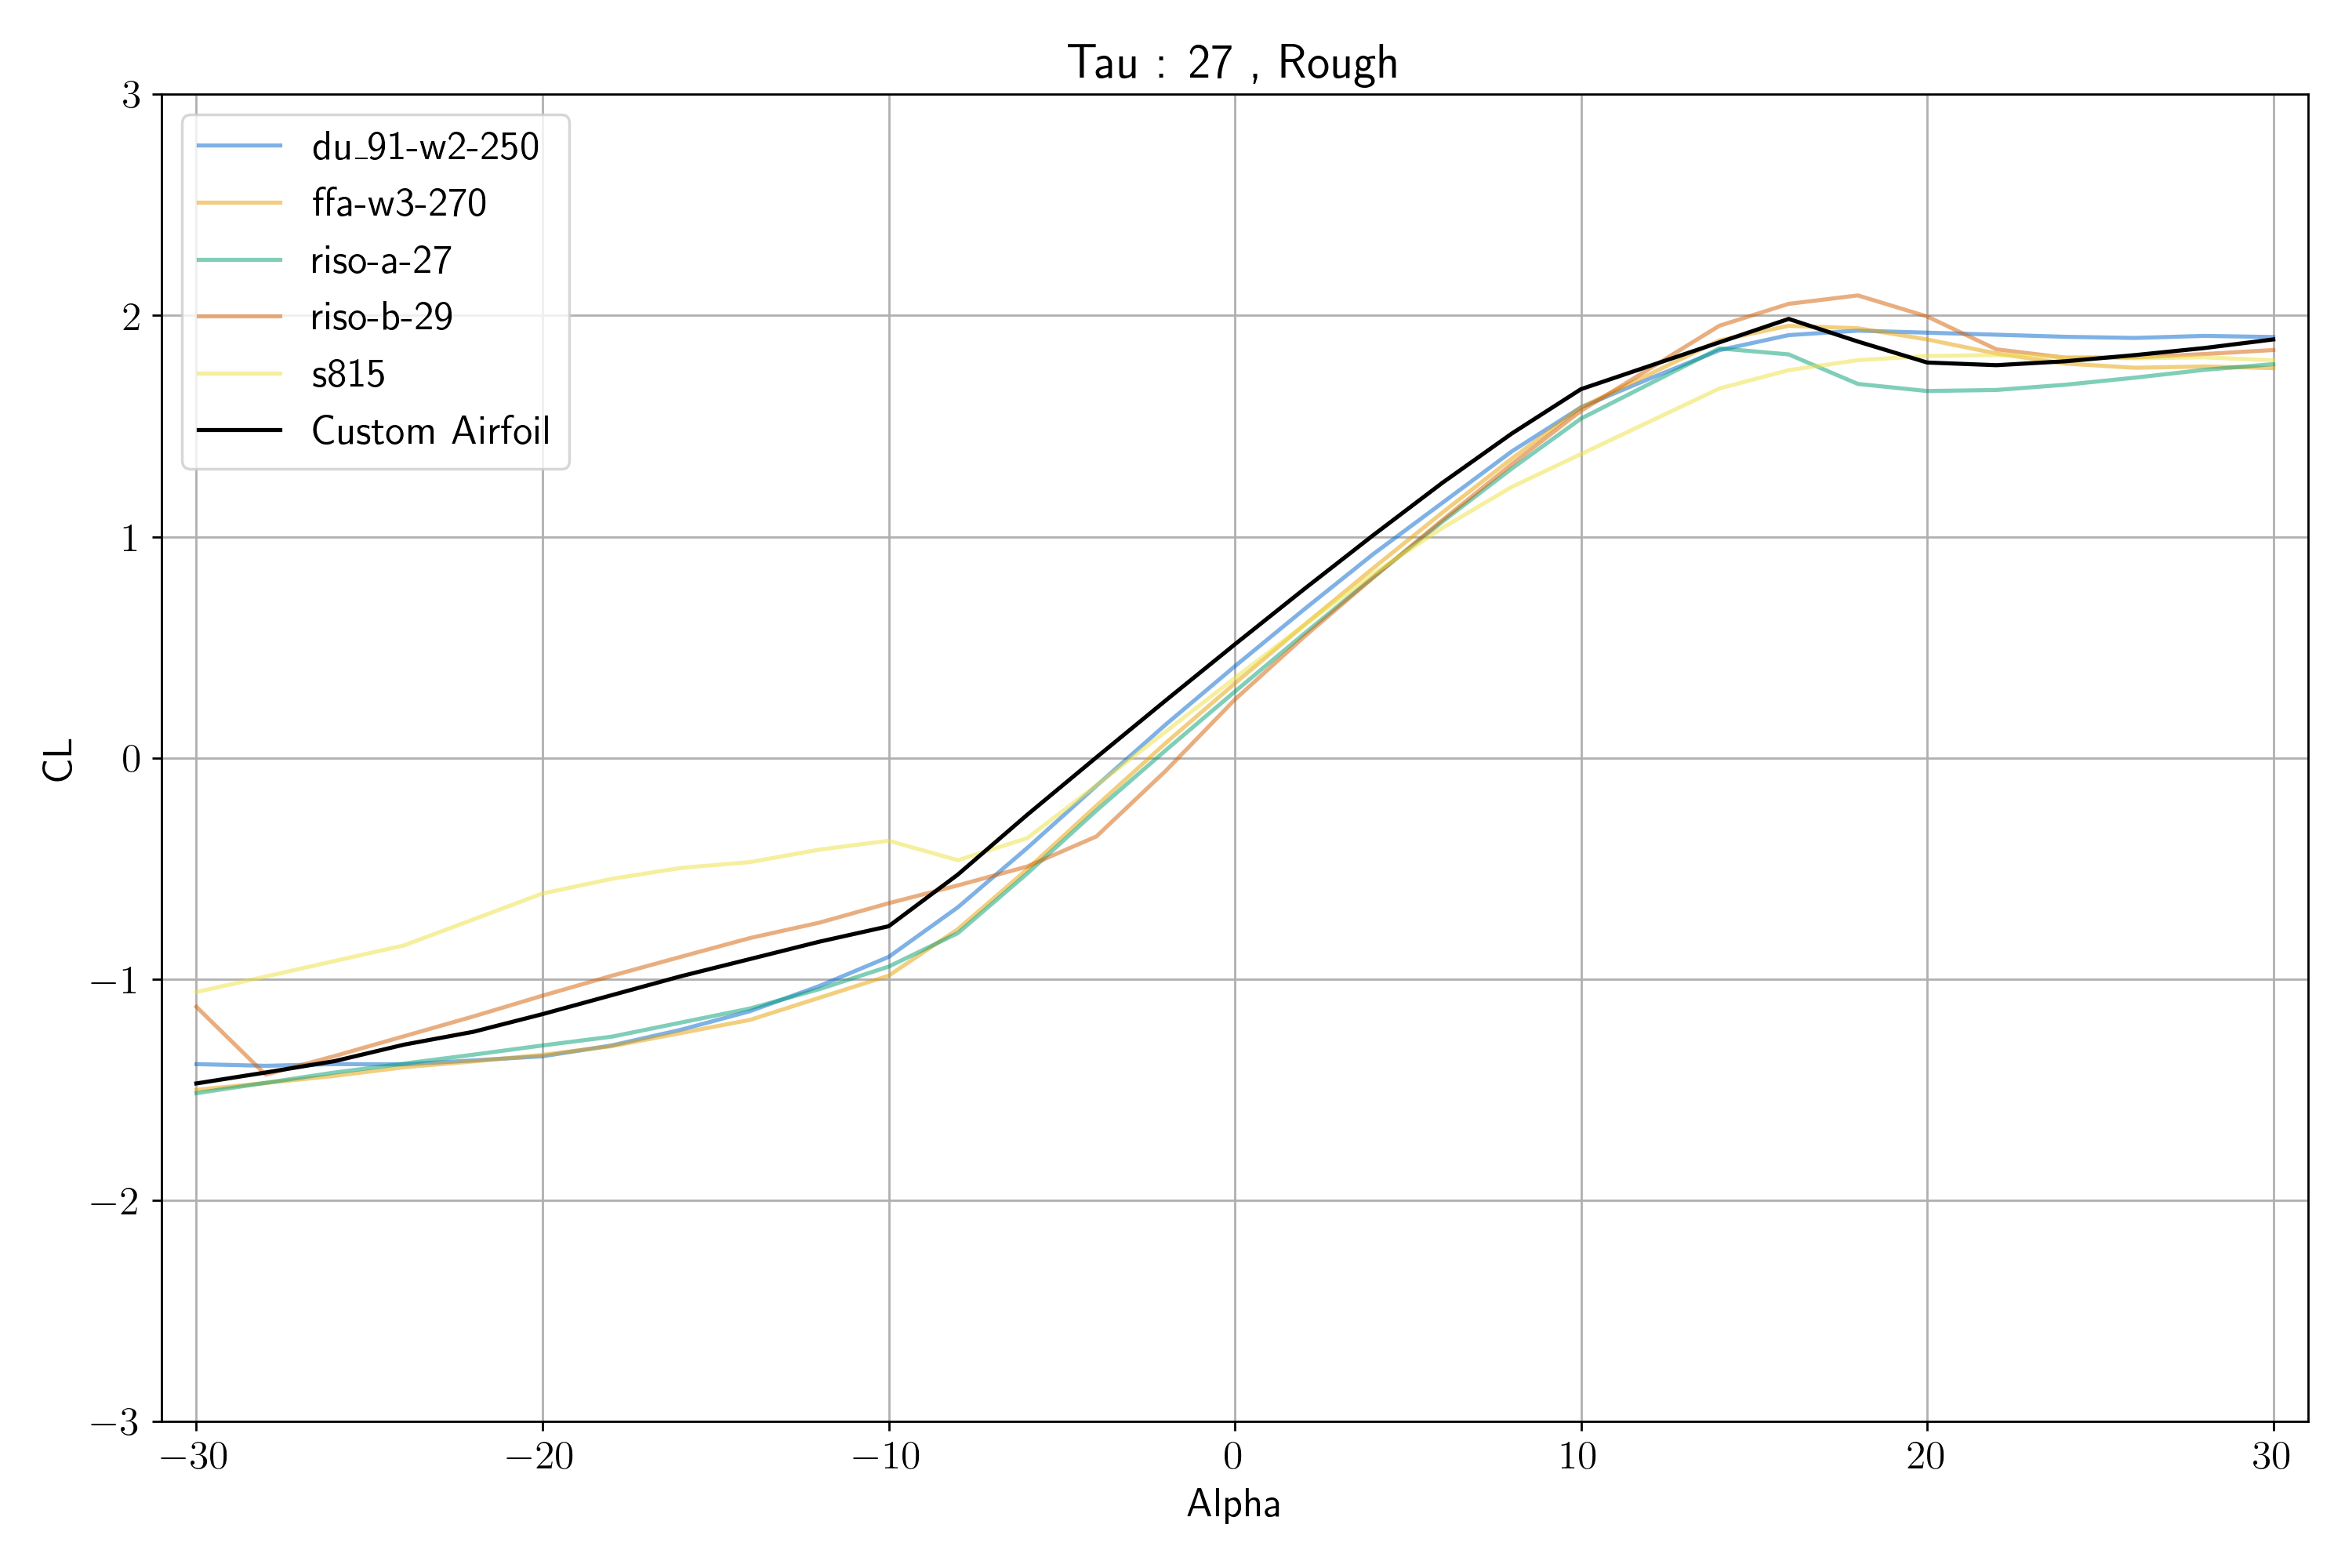 Tau : 27 , Rough
3
2
1
0
−1
−2
−3
CL
du_91-w2-250
ffa-w3-270
riso-a-27
riso-b-29
s815
Custom Airfoil
−30 −20 −10 0 10 20 30
Alpha